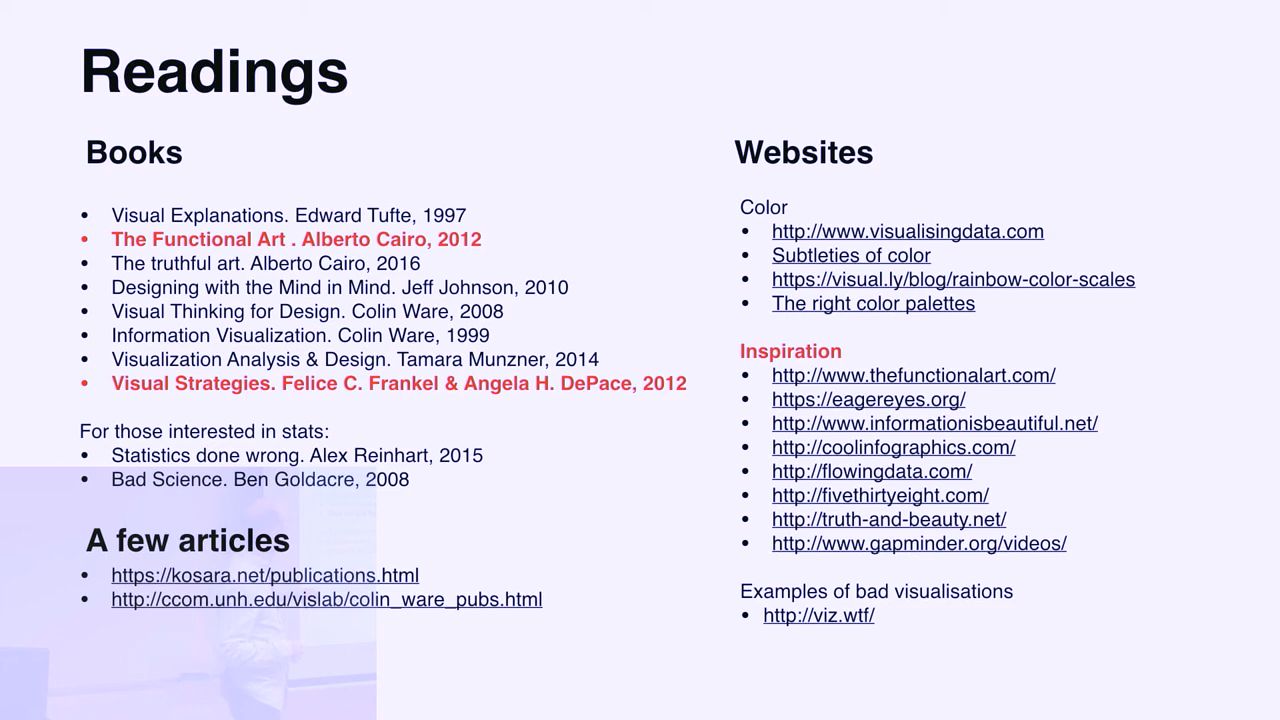 Readings
Books
• Visual Explanations. Edward Tufte, 1997
• The Functional Art . Alberto Cairo, 2012
• The truthful art. Alberto Cairo, 2016
• Designing with the Mind in Mind. Jeff Johnson, 2010
• Visual Thinking for Design. Colin Ware, 2008
• Information Visualization. Colin Ware, 1999
• Visualization Analysis & Design. Tamara Munzner, 2014
• Visual Strategies. Felice C. Frankel & Angela H. DePace, 2012
For those interested in stats:
• Statistics done wrong. Alex Reinhart, 2015
• Bad Science. Ben Goldacre, 2008
A few articles
• https://kosara.net/publications.html
• http://ccom.unh.edu/vislab/colin_ware_pubs.html
Websites
Color
• http://www.visualisingdata.com
• Subtleties of color
• https://visual.ly/blog/rainbow-color-scales
• The right color palettes
Inspiration
• http://www.thefunctionalart.com/
• https://eagereyes.org/
• http://www.informationisbeautiful.net/
• http://coolinfographics.com/
• http://flowingdata.com/
• http://fivethirtyeight.com/
• http://truth-and-beauty.net/
• http://www.gapminder.org/videos/
Examples of bad visualisations
• http://viz.wtf/